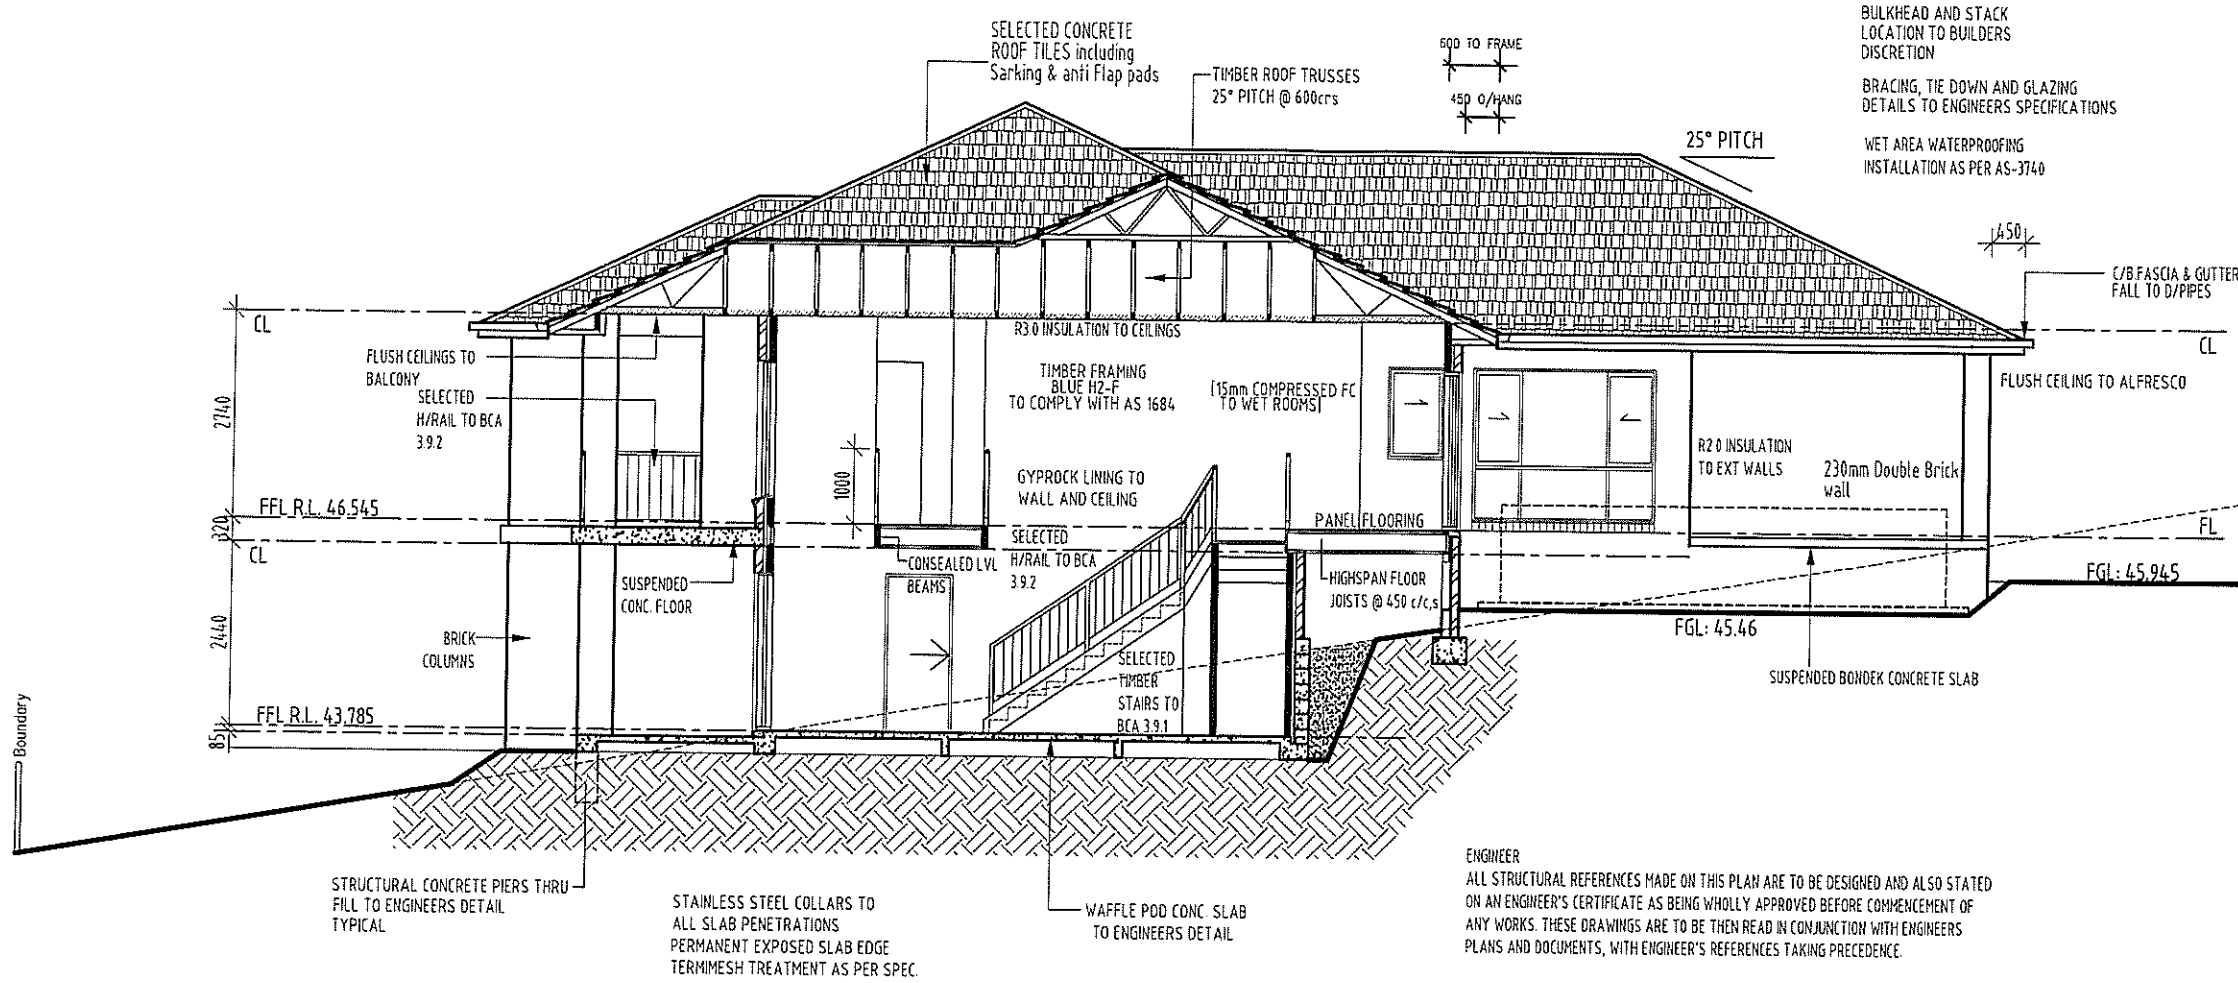 BULKHEAD AND STACK
LOCATION TO BUILDERS
DISCRETION
BRACING, TIE DOWN AND GLAZING
DETAILS TO ENGINEERS SPECIFICATIONS
WET AREA WATERPROOFING
INSTALLATION AS PER AS-3740
SELECTED CONCRETE
ROOF TILES including
Sarking & anti Flap pads
TIMBER ROOF TRUSSES
25° PITCH @ 600crs
600 TO FRAME
450 O/HANG
25° PITCH
450
C/B.FASCIA & GUTTER
FALL TO D/PIPES
CL
CL
FLUSH CEILINGS TO
BALCONY
SELECTED
H/RAIL TO BCA
3.9.2
R3.0 INSULATION TO CEILINGS
TIMBER FRAMING
BLUE H2-F
TO COMPLY WITH AS 1684
[15mm COMPRESSED FC
TO WET ROOMS]
FLUSH CEILING TO ALFRESCO
2740
1000
GYPROCK LINING TO
WALL AND CEILING
R2.0 INSULATION
TO EXT WALLS
230mm Double Brick
wall
FFL R.L. 46.545
320
CL
PANEL FLOORING
FL
SUSPENDED
CONC. FLOOR
CONSEALED LVL
BEAMS
SELECTED
H/RAIL TO BCA
3.9.2
HIGHSPAN FLOOR
JOISTS @ 450 c/c,s
FGL: 45.945
FGL: 45.46
2440
BRICK
COLUMNS
SELECTED
TIMBER
STAIRS TO
BCA 3.9.1
SUSPENDED BONDEK CONCRETE SLAB
FFL R.L. 43.785
85
Boundary
STRUCTURAL CONCRETE PIERS THRU
FILL TO ENGINEERS DETAIL
TYPICAL
STAINLESS STEEL COLLARS TO
ALL SLAB PENETRATIONS
PERMANENT EXPOSED SLAB EDGE
TERMIMESH TREATMENT AS PER SPEC.
WAFFLE POD CONC. SLAB
TO ENGINEERS DETAIL
ENGINEER
ALL STRUCTURAL REFERENCES MADE ON THIS PLAN ARE TO BE DESIGNED AND ALSO STATED
ON AN ENGINEER'S CERTIFICATE AS BEING WHOLLY APPROVED BEFORE COMMENCEMENT OF
ANY WORKS. THESE DRAWINGS ARE TO BE THEN READ IN CONJUNCTION WITH ENGINEERS
PLANS AND DOCUMENTS, WITH ENGINEER'S REFERENCES TAKING PRECEDENCE.